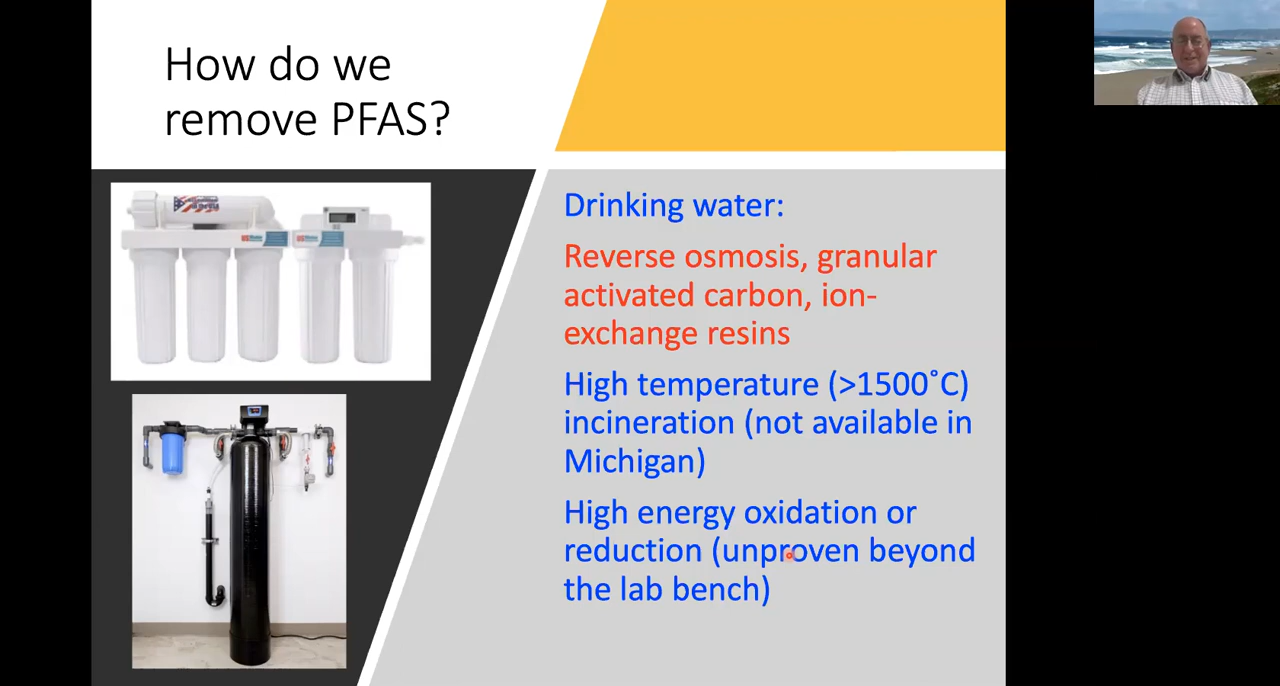 How do we
remove PFAS?
Drinking water:
Reverse osmosis, granular
activated carbon, ion-
exchange resins
High temperature (>1500˚C)
incineration (not available in
Michigan)
High energy oxidation or
reduction (unproven beyond
the lab bench)